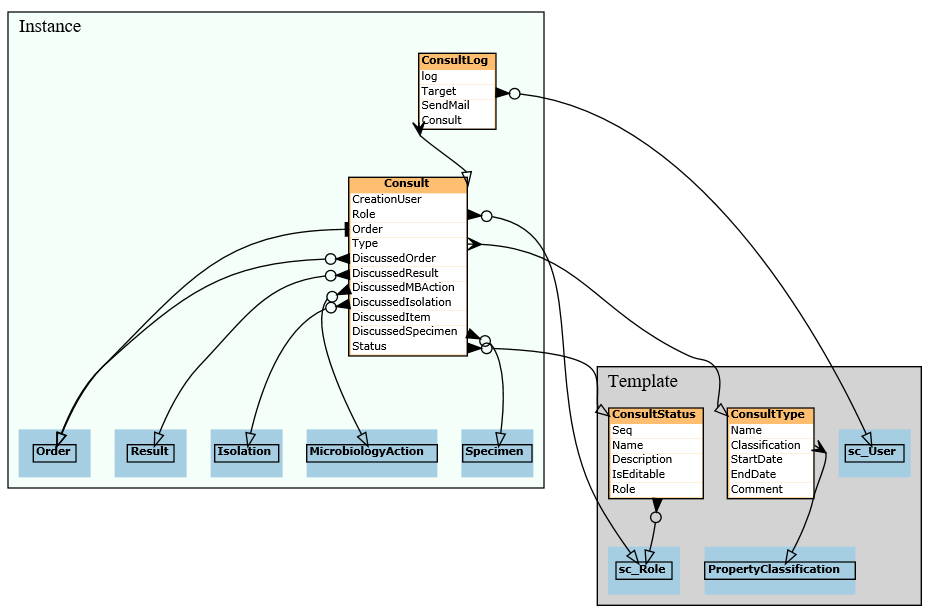 Instance
ConsultLog
log
Target
SendMail
Consult
Consult
CreationUser
Role
Order
Type
DiscussedOrder
DiscussedResult
DiscussedMBAction
DiscussedIsolation
DiscussedItem
DiscussedSpecimen
Status
Order
Result
Isolation
MicrobiologyAction
Specimen
Template
ConsultStatus
Seq
Name
Description
IsEditable
Role
ConsultType
Name
Classification
StartDate
EndDate
Comment
sc_User
sc_Role
PropertyClassification